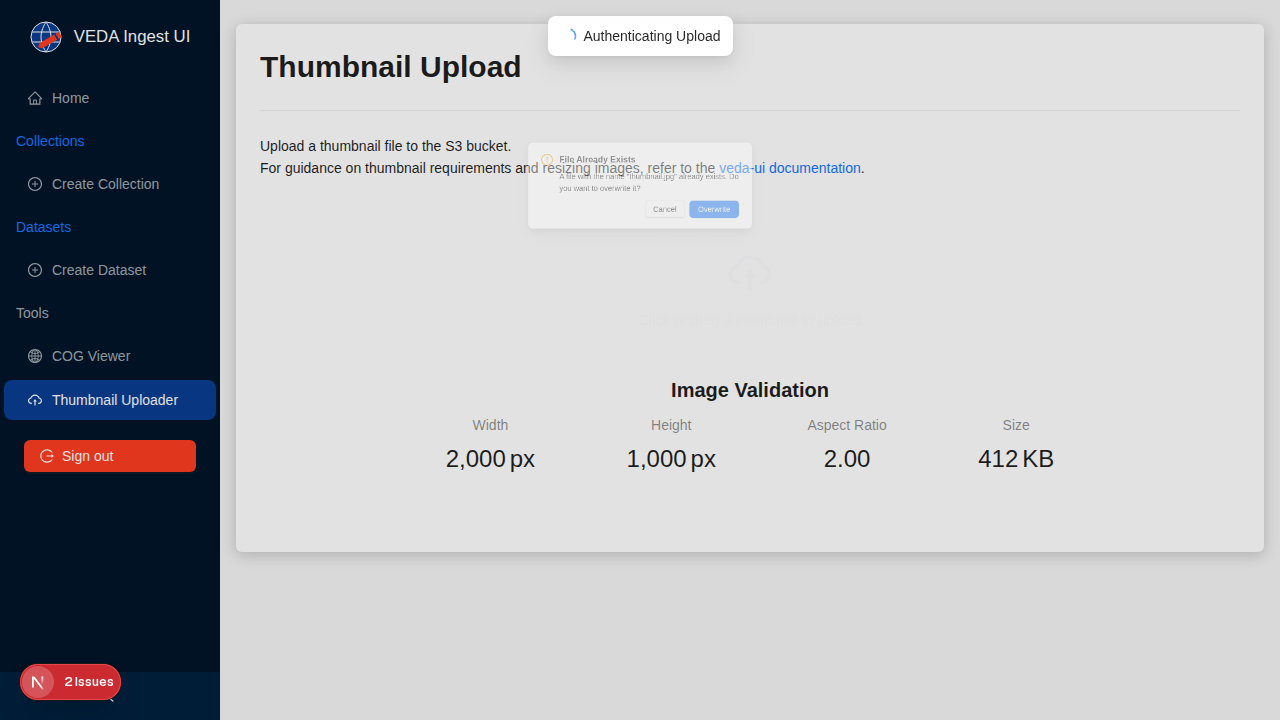 VEDA Ingest UI
Home
Collections
Create Collection
Datasets
Create Dataset
Tools
COG Viewer
Thumbnail Uploader
Sign out
2 Issues
Authenticating Upload
Thumbnail Upload
Upload a thumbnail file to the S3 bucket.
For guidance on thumbnail requirements and resizing images, refer to the veda-ui documentation.
File Already Exists
A file with the name "thumbnail.jpg" already exists. Do
you want to overwrite it?
Cancel
Overwrite
Image Validation
Width
2,000 px
Height
1,000 px
Aspect Ratio
2.00
Size
412 KB